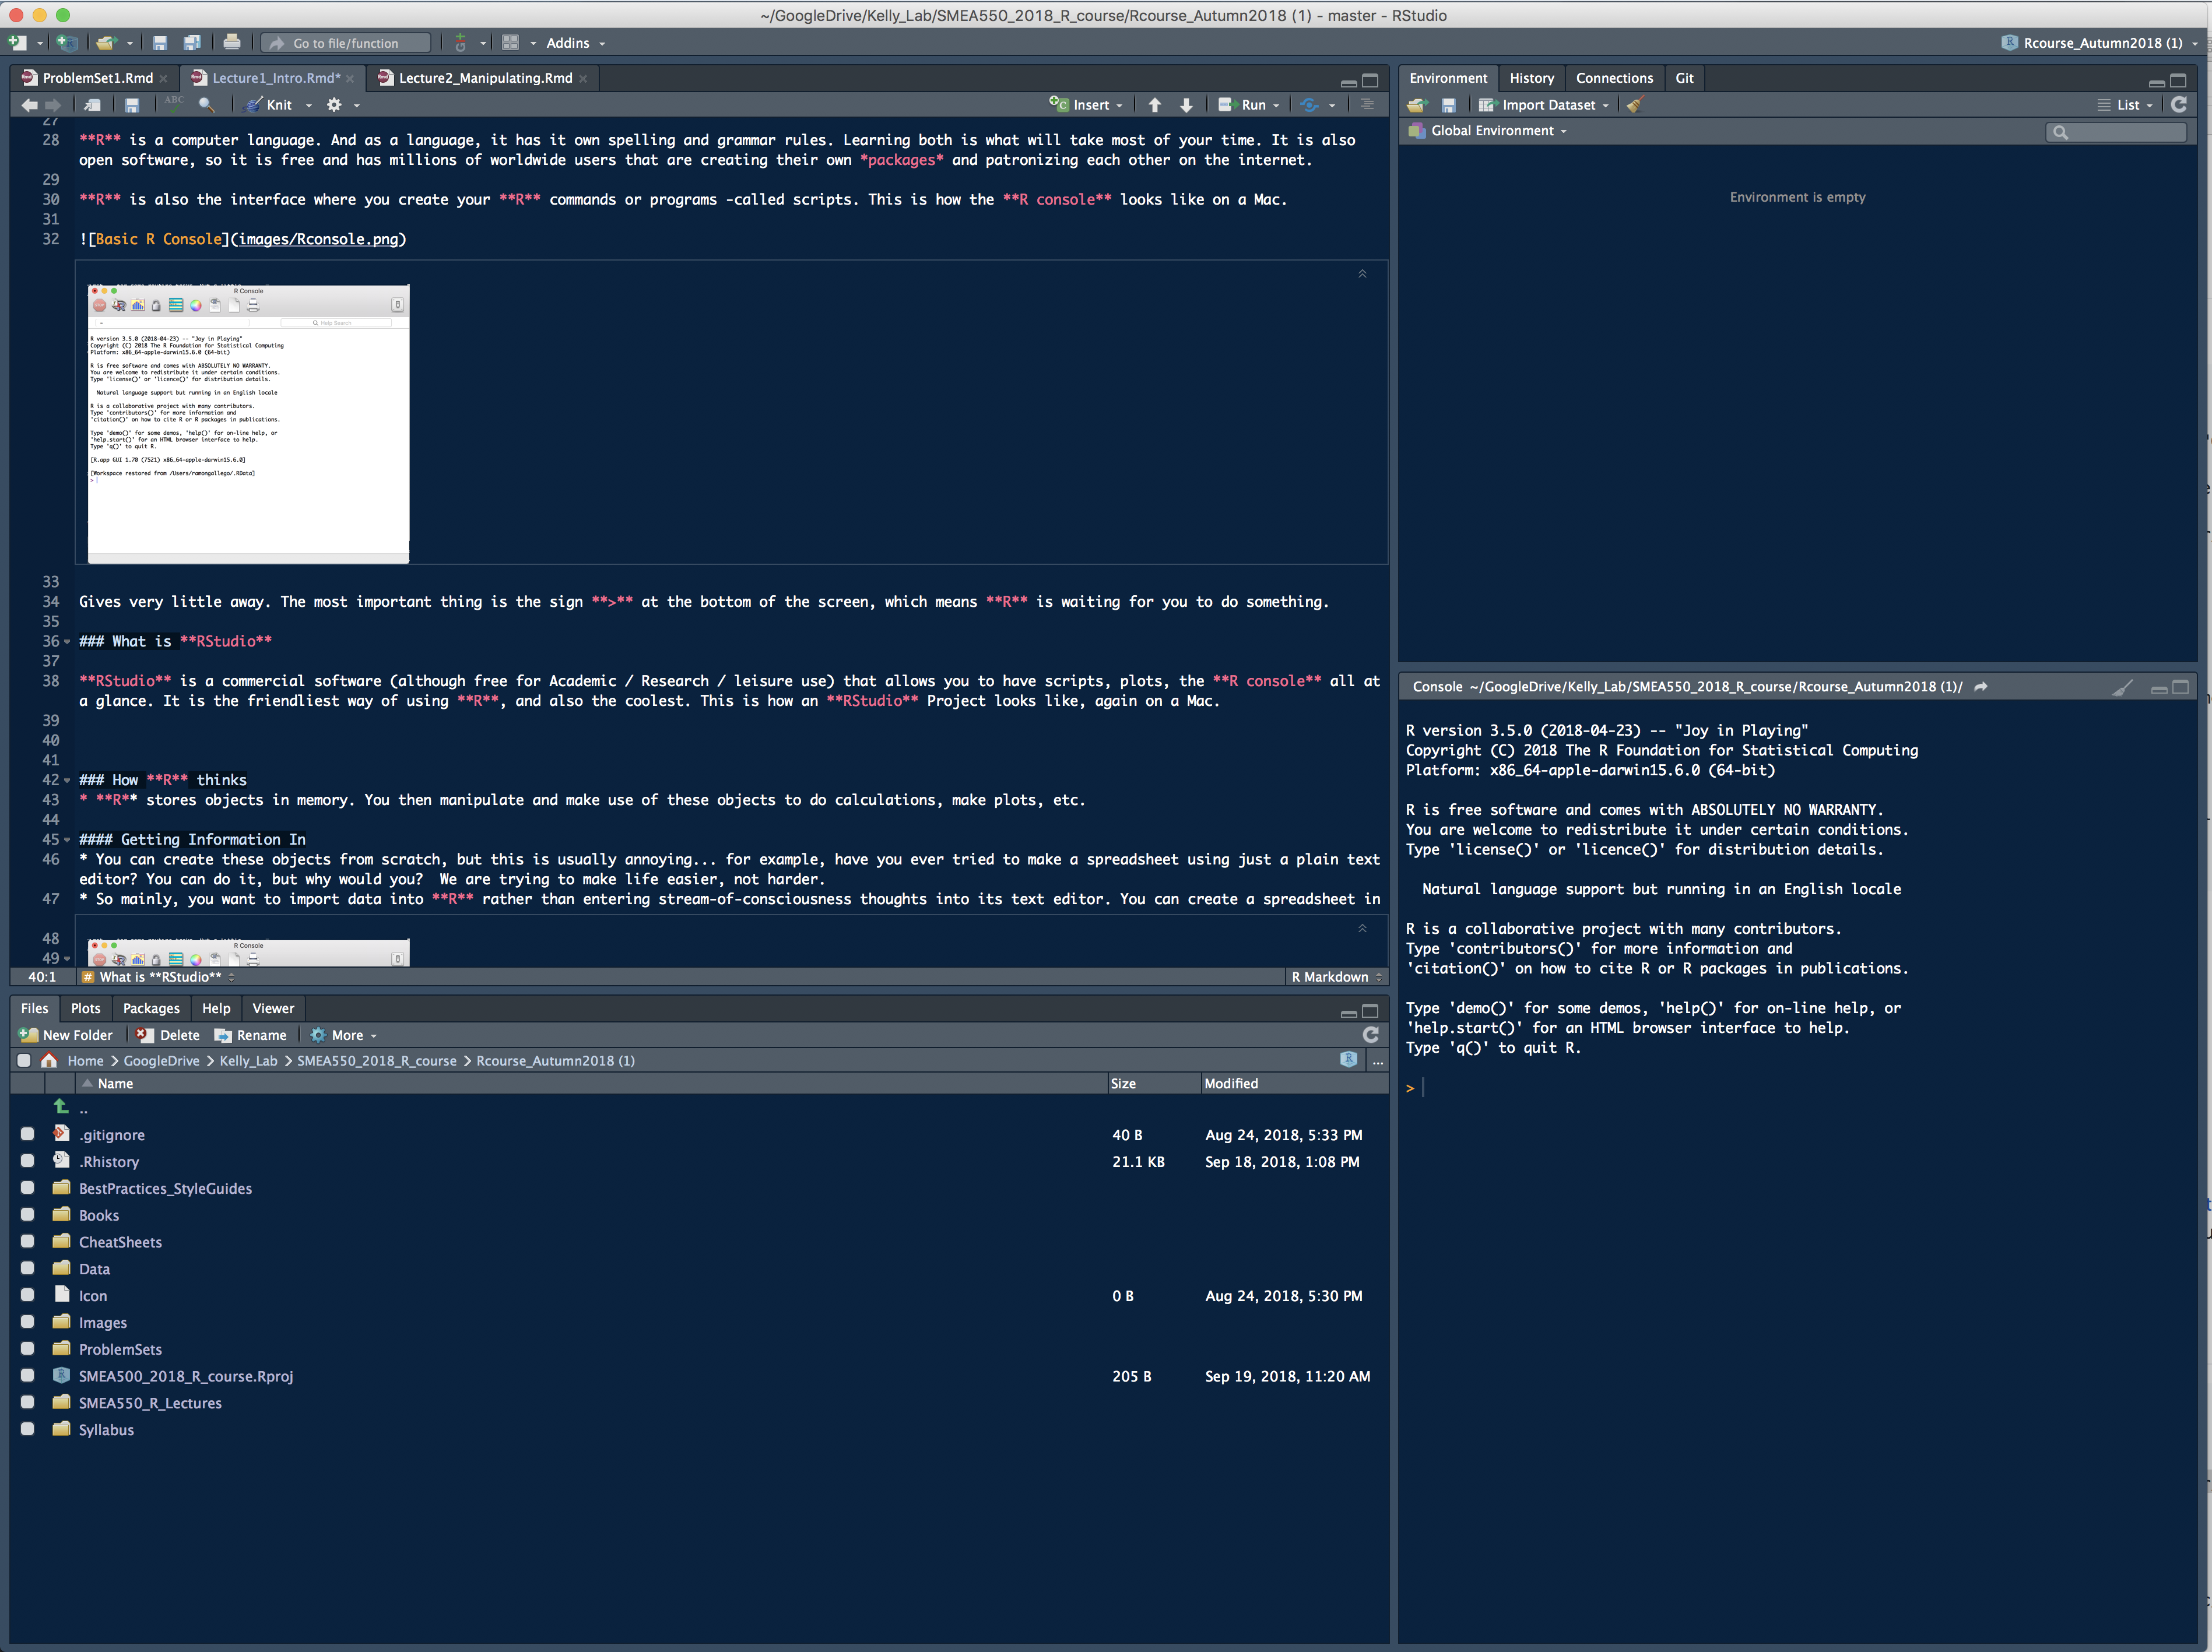 ~/GoogleDrive/Kelly_Lab/SMEA550_2018_R_course/Rcourse_Autumn2018 (1) - master - RStudio
Go to file/function
Addins
Rcourse_Autumn2018 (1)
ProblemSet1.Rmd
Lecture1_Intro.Rmd*
Lecture2_Manipulating.Rmd
ABC
Knit
Insert
Run
27
28 **R** is a computer language. And as a language, it has it own spelling and grammar rules. Learning both is what will take most of your time. It is also
open software, so it is free and has millions of worldwide users that are creating their own *packages* and patronizing each other on the internet.
29
30 **R** is also the interface where you create your **R** commands or programs -called scripts. This is how the **R console** looks like on a Mac.
31
32 ![Basic R Console](images/Rconsole.png)
R Console
Help Search
R version 3.5.0 (2018-04-23) -- "Joy in Playing"
Copyright (C) 2018 The R Foundation for Statistical Computing
Platform: x86_64-apple-darwin15.6.0 (64-bit)
R is free software and comes with ABSOLUTELY NO WARRANTY.
You are welcome to redistribute it under certain conditions.
Type 'license()' or 'licence()' for distribution details.
Natural language support but running in an English locale
R is a collaborative project with many contributors.
Type 'contributors()' for more information and
'citation()' on how to cite R or R packages in publications.
Type 'demo()' for some demos, 'help()' for on-line help, or
'help.start()' for an HTML browser interface to help.
Type 'q()' to quit R.
[R.app GUI 1.70 (7521) x86_64-apple-darwin15.6.0]
[Workspace restored from /Users/ramongallego/.RData]
>
33
34 Gives very little away. The most important thing is the sign **>** at the bottom of the screen, which means **R** is waiting for you to do something.
35
36 ### What is **RStudio**
37
38 **RStudio** is a commercial software (although free for Academic / Research / leisure use) that allows you to have scripts, plots, the **R console** all at
a glance. It is the friendliest way of using **R**, and also the coolest. This is how an **RStudio** Project looks like, again on a Mac.
39
40
41
42 ### How **R** thinks
43 * **R** stores objects in memory. You then manipulate and make use of these objects to do calculations, make plots, etc.
44
45 #### Getting Information In
46 * You can create these objects from scratch, but this is usually annoying... for example, have you ever tried to make a spreadsheet using just a plain text
editor? You can do it, but why would you?  We are trying to make life easier, not harder.
47 * So mainly, you want to import data into **R** rather than entering stream-of-consciousness thoughts into its text editor. You can create a spreadsheet in
48
R Console
49
40:1 # What is **RStudio** R Markdown
Files Plots Packages Help Viewer
New Folder Delete Rename More
Home GoogleDrive Kelly_Lab SMEA550_2018_R_course Rcourse_Autumn2018 (1) ...
Name Size Modified
..
.gitignore 40 B Aug 24, 2018, 5:33 PM
.Rhistory 21.1 KB Sep 18, 2018, 1:08 PM
BestPractices_StyleGuides
Books
CheatSheets
Data
Icon 0 B Aug 24, 2018, 5:30 PM
Images
ProblemSets
SMEA500_2018_R_course.Rproj 205 B Sep 19, 2018, 11:20 AM
SMEA550_R_Lectures
Syllabus
Environment History Connections Git
Import Dataset List
Global Environment
Environment is empty
Console ~/GoogleDrive/Kelly_Lab/SMEA550_2018_R_course/Rcourse_Autumn2018 (1)/
R version 3.5.0 (2018-04-23) -- "Joy in Playing"
Copyright (C) 2018 The R Foundation for Statistical Computing
Platform: x86_64-apple-darwin15.6.0 (64-bit)
R is free software and comes with ABSOLUTELY NO WARRANTY.
You are welcome to redistribute it under certain conditions.
Type 'license()' or 'licence()' for distribution details.
Natural language support but running in an English locale
R is a collaborative project with many contributors.
Type 'contributors()' for more information and
'citation()' on how to cite R or R packages in publications.
Type 'demo()' for some demos, 'help()' for on-line help, or
'help.start()' for an HTML browser interface to help.
Type 'q()' to quit R.
>